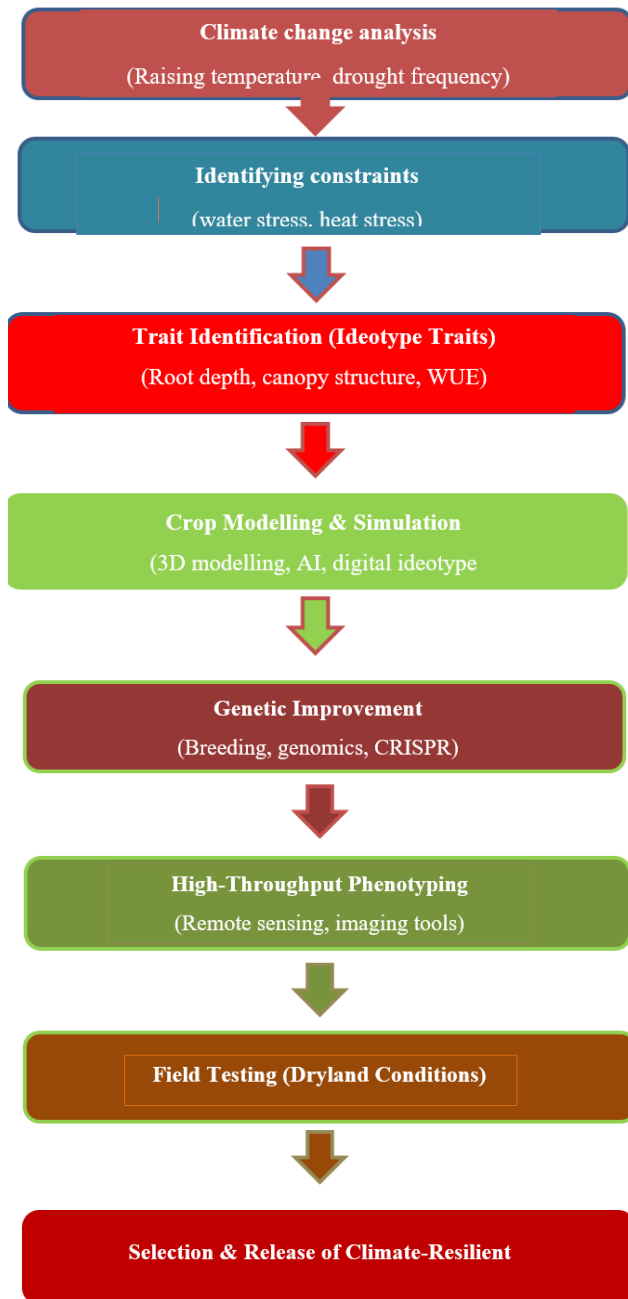 Climate change analysis
(Raising temperature, drought frequency)
Identifying constraints
(water stress, heat stress)
Trait Identification (Ideotype Traits)
(Root depth, canopy structure, WUE)
Crop Modelling & Simulation
(3D modelling, AI, digital ideotype
Genetic Improvement
(Breeding, genomics, CRISPR)
High-Throughput Phenotyping
(Remote sensing, imaging tools)
Field Testing (Dryland Conditions)
Selection & Release of Climate-Resilient